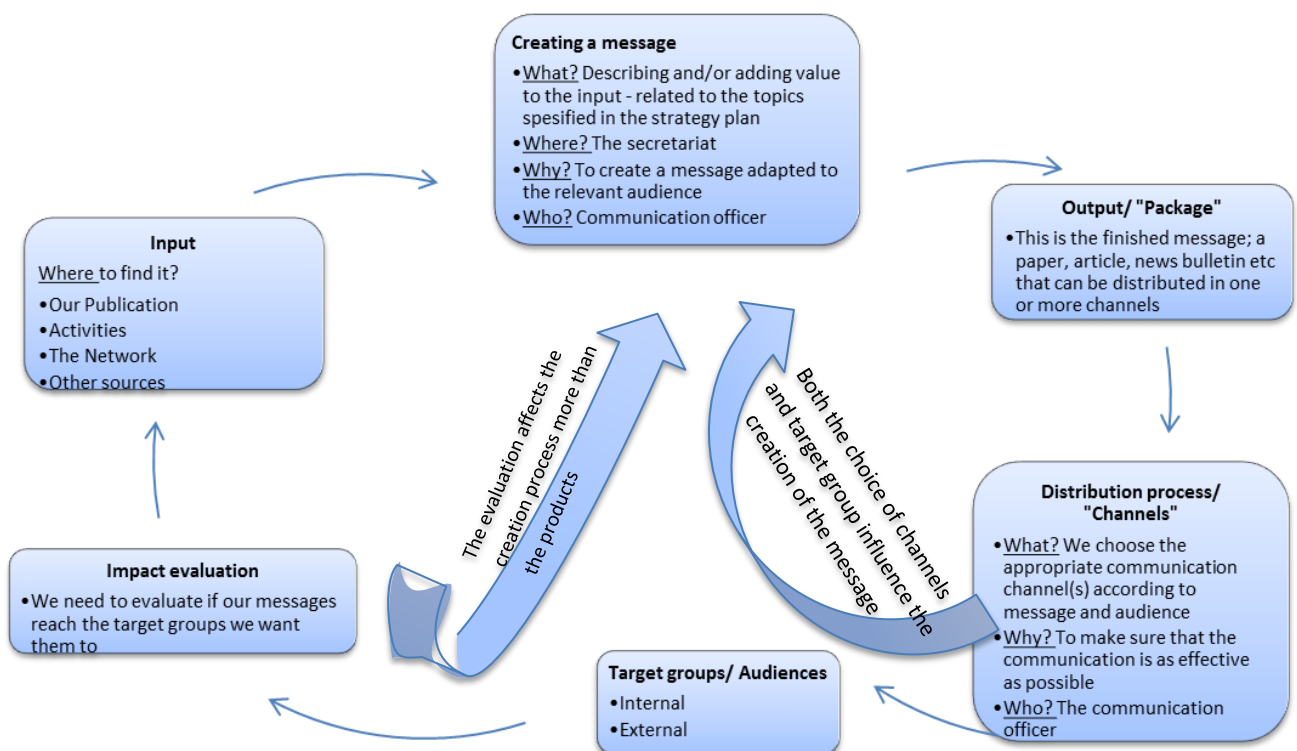 Creating a message
•What? Describing and/or adding value
to the input - related to the topics
spesified in the strategy plan
•Where? The secretariat
•Why? To create a message adapted to
the relevant audience
•Who? Communication officer
Output/ "Package"
•This is the finished message; a
paper, article, news bulletin etc
that can be distributed in one
or more channels
Input
Where to find it?
•Our Publication
•Activities
•The Network
•Other sources
The evaluation affects the
creation process more than
the products
Both the choice of channels
and target group influence the
creation of the message
Distribution process/
"Channels"
•What? We choose the
appropriate communication
channel(s) according to
message and audience
•Why? To make sure that the
communication is as effective
as possible
•Who? The communication
officer
Impact evaluation
•We need to evaluate if our messages
reach the target groups we want
them to
Target groups/ Audiences
•Internal
•External